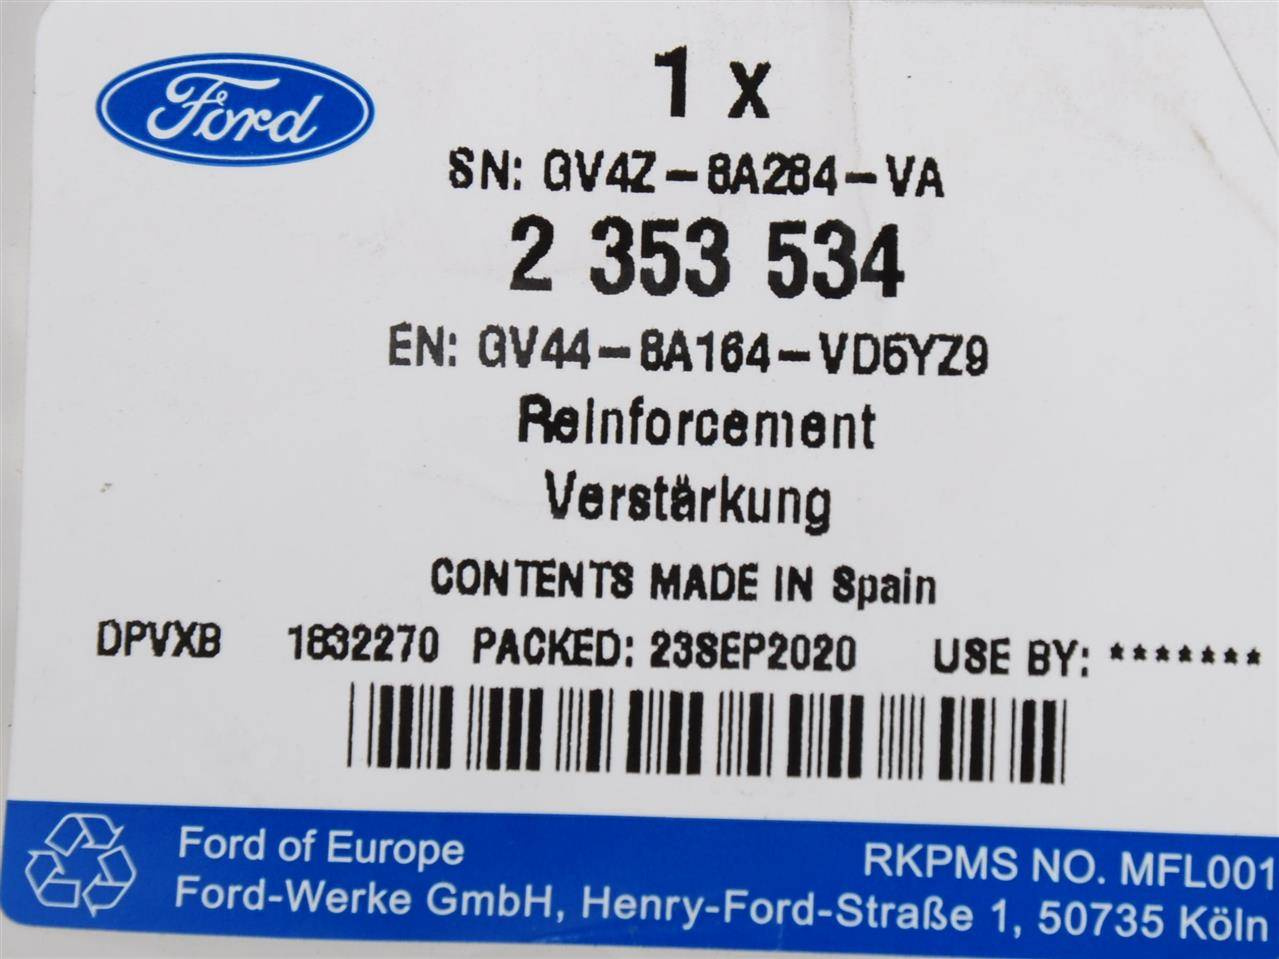 Ford
1 x
SN: GV4Z-8A284-VA
2 353 534
EN: GV44-8A164-VD5YZ9
Reinforcement
Verstärkung
CONTENTS MADE IN Spain
DPVXB 1832270 PACKED: 23SEP2020 USE BY: *******
Ford of Europe RKPMS NO. MFL001
Ford-Werke GmbH, Henry-Ford-Straße 1, 50735 Köln